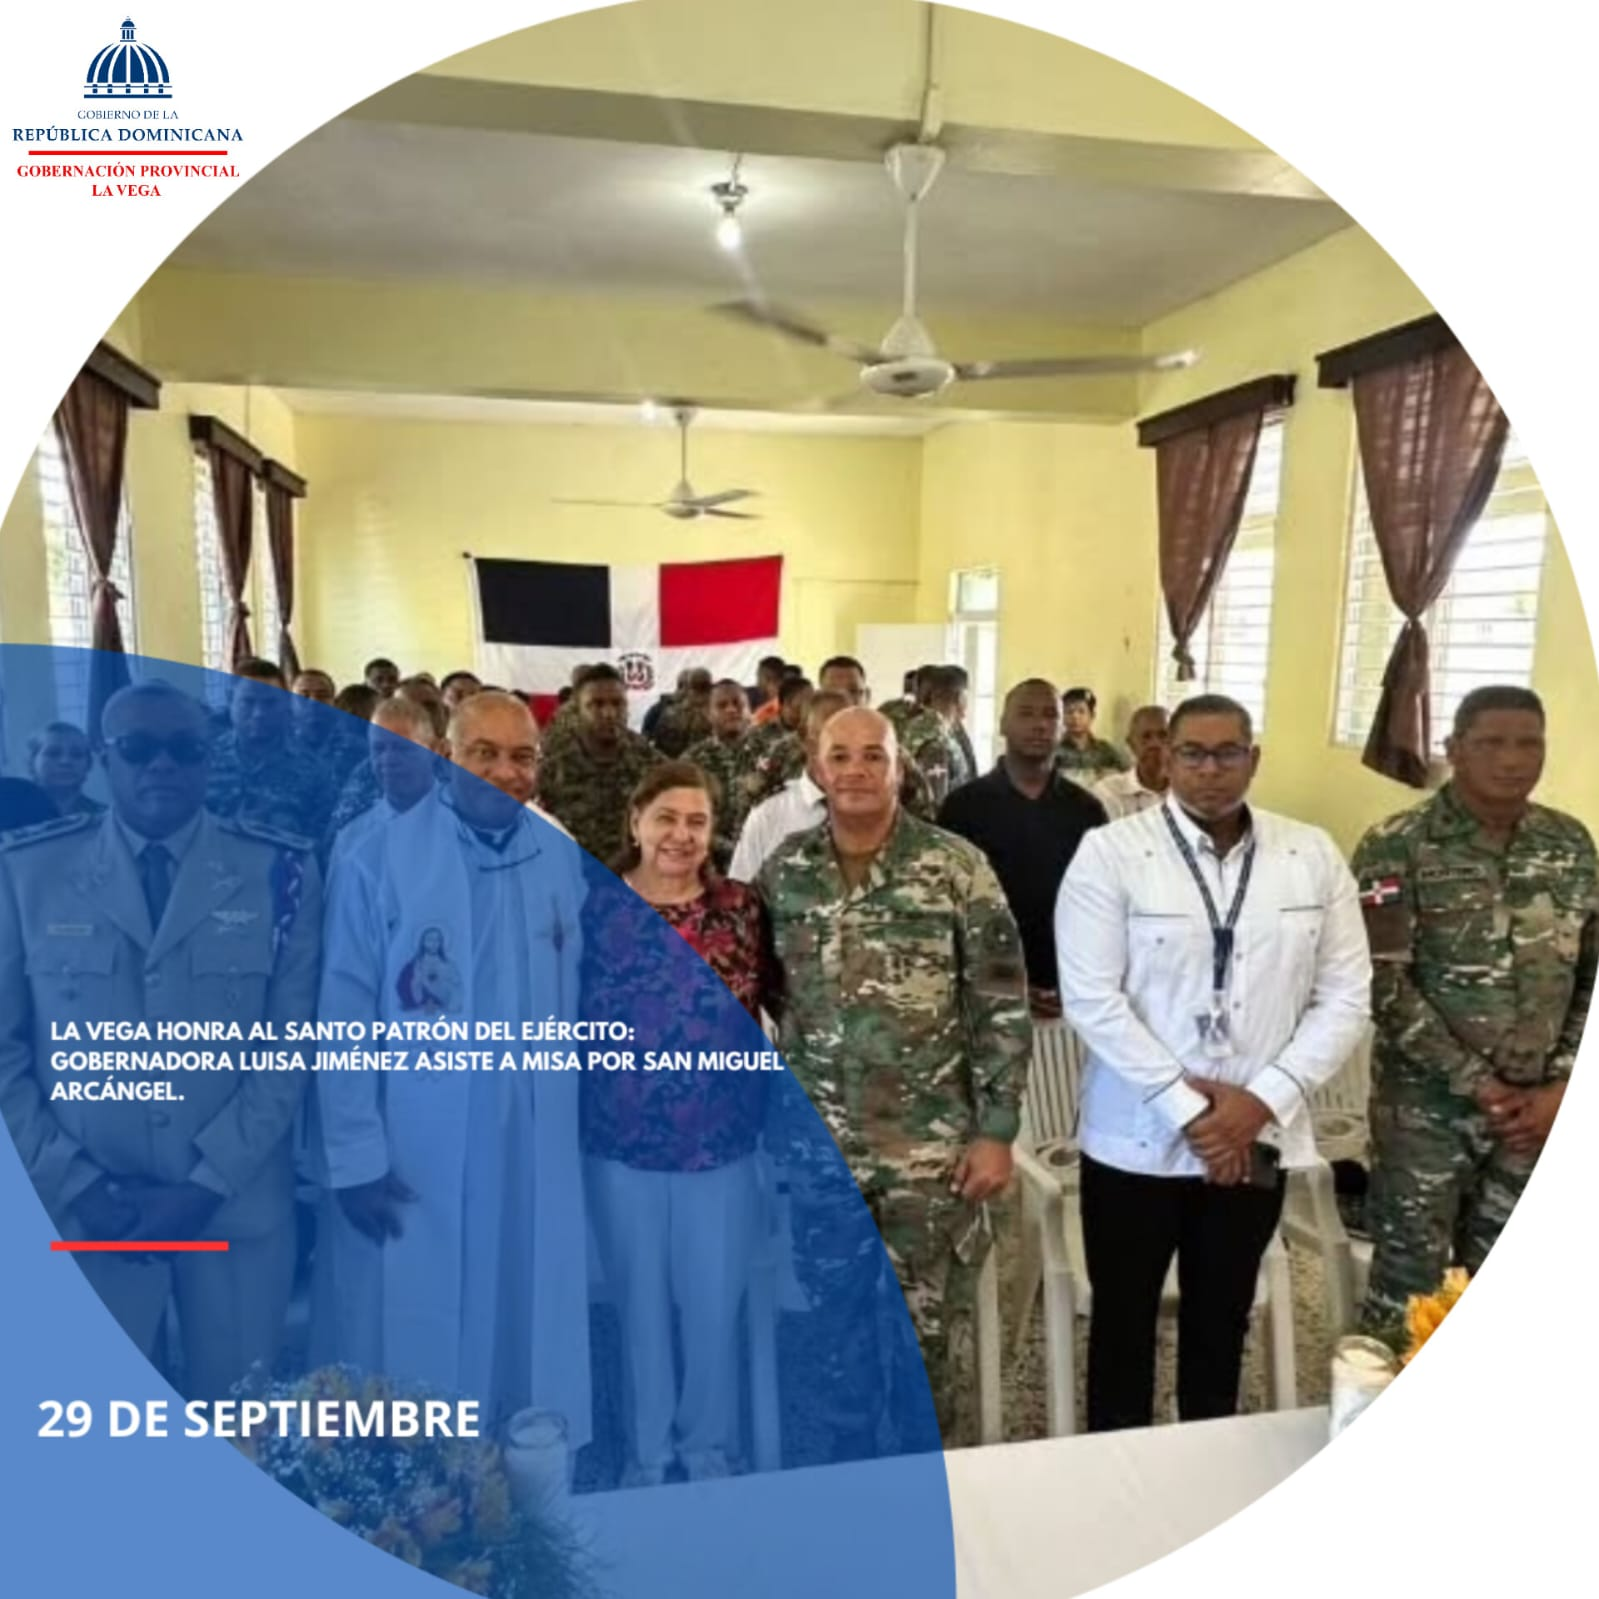 GOBIERNO DE LA
REPÚBLICA DOMINICANA
GOBERNACIÓN PROVINCIAL
LA VEGA
LA VEGA HONRA AL SANTO PATRÓN DEL EJÉRCITO:
GOBERNADORA LUISA JIMÉNEZ ASISTE A MISA POR SAN MIGUEL
ARCÁNGEL.
29 DE SEPTIEMBRE